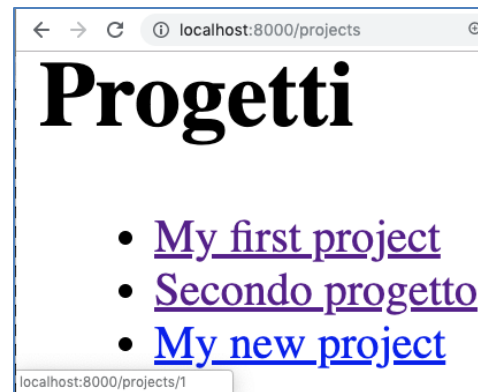 localhost:8000/projects
Progetti
My first project
Secondo progetto
My new project
localhost:8000/projects/1